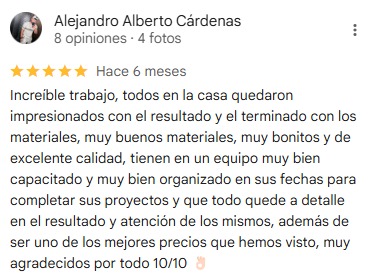 Alejandro Alberto Cárdenas
8 opiniones · 4 fotos
Hace 6 meses
Increíble trabajo, todos en la casa quedaron
impresionados con el resultado y el terminado con los
materiales, muy buenos materiales, muy bonitos y de
excelente calidad, tienen en un equipo muy bien
capacitado y muy bien organizado en sus fechas para
completar sus proyectos y que todo quede a detalle
en el resultado y atención de los mismos, además de
ser uno de los mejores precios que hemos visto, muy
agradecidos por todo 10/10 👌🏻